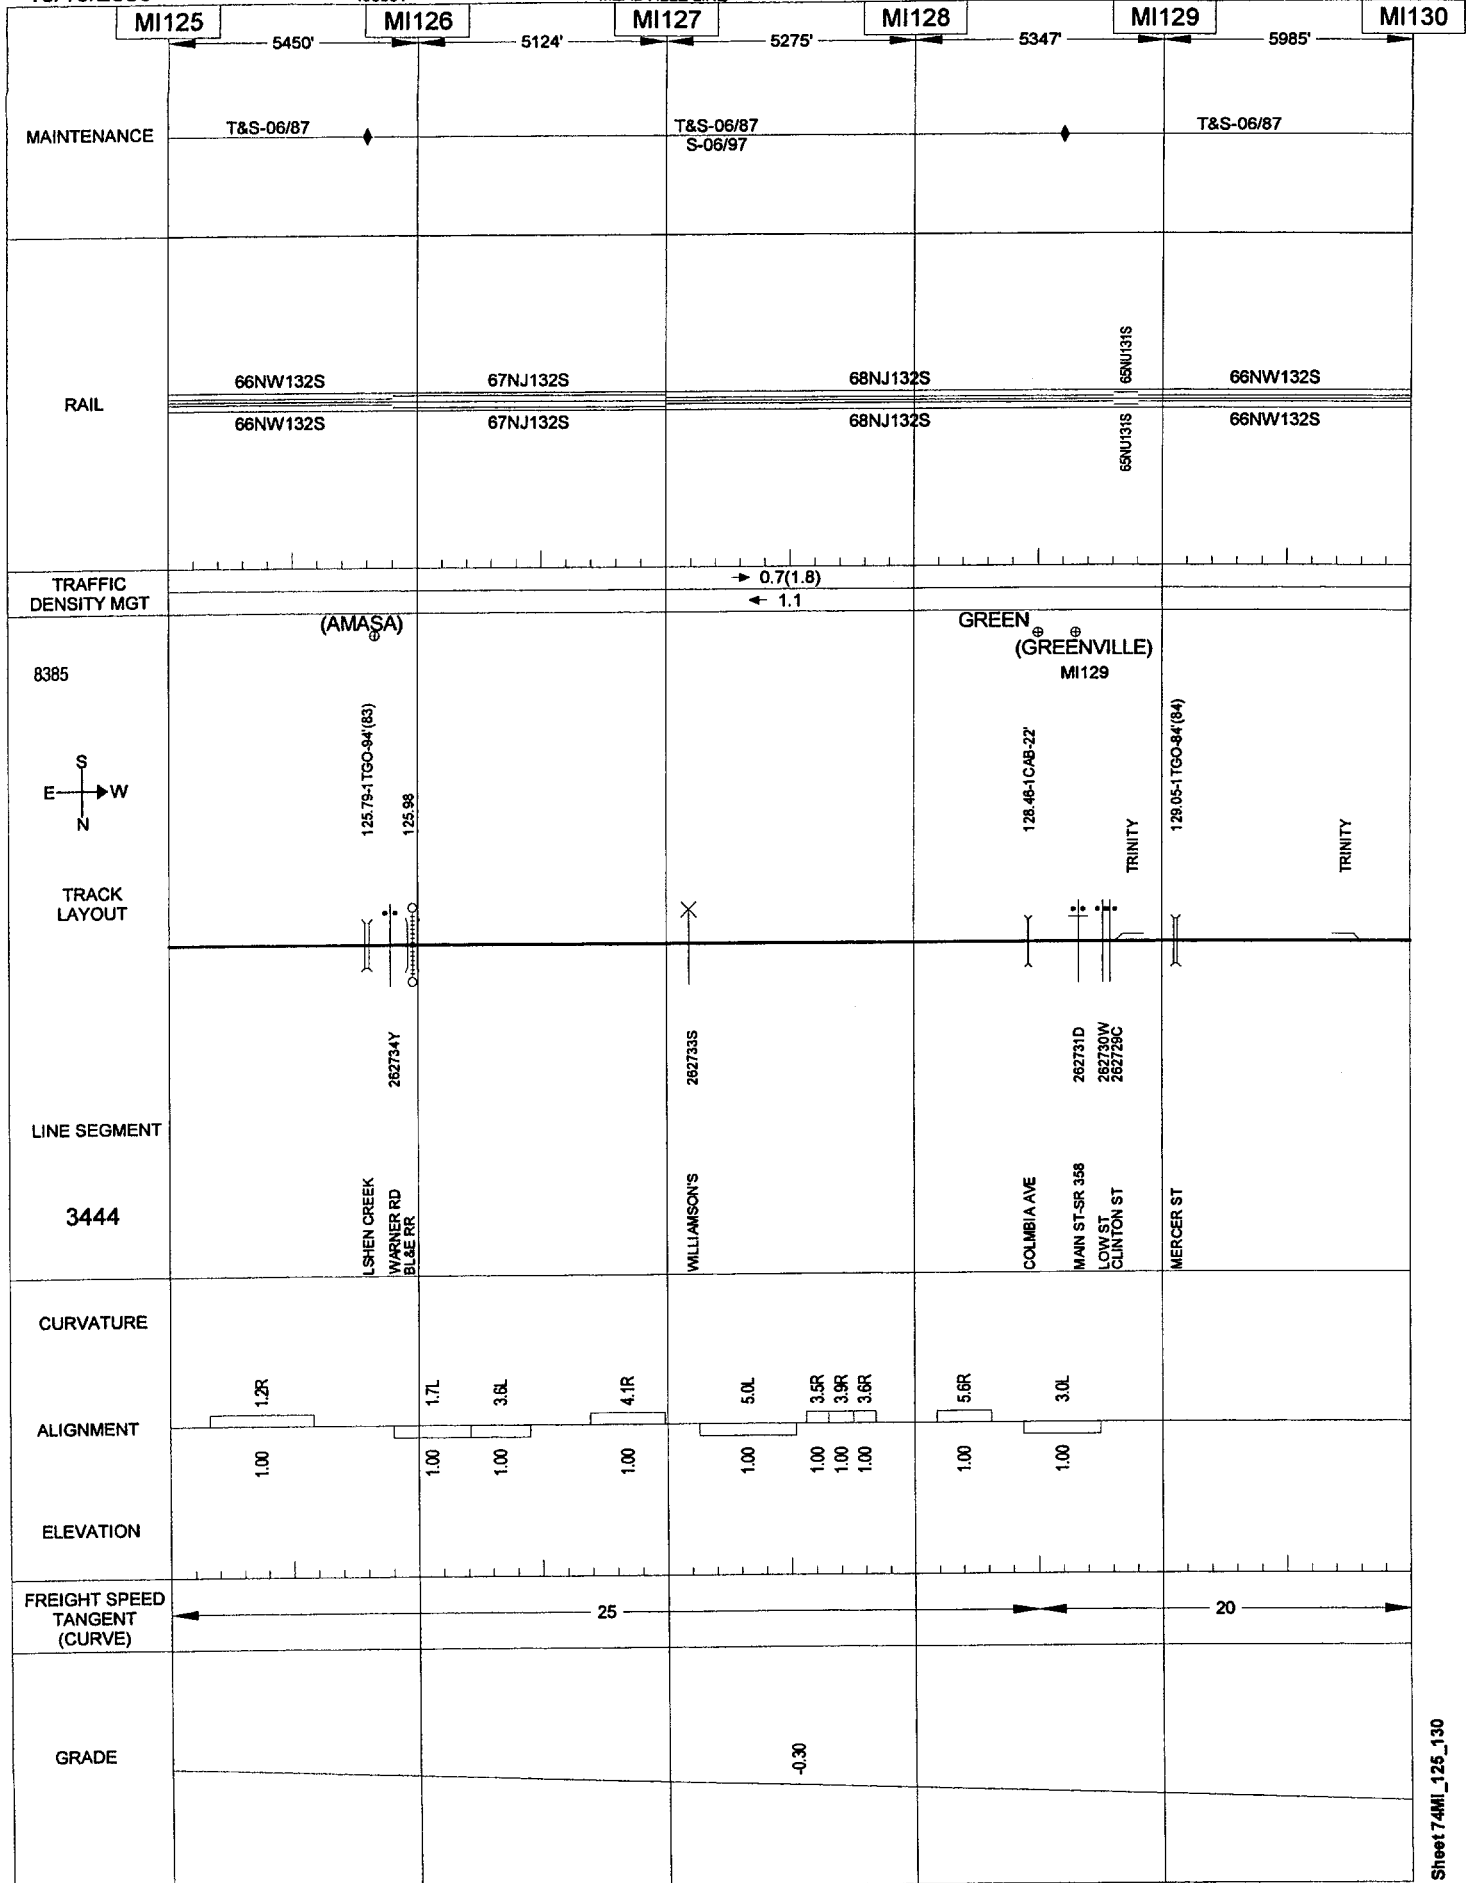 MI125 MI126 MI127 MI128 MI129 MI130
5450' 5124' 5275' 5347' 5985'
MAINTENANCE
T&S-06/87 T&S-06/87 T&S-06/87
S-06/97
RAIL
66NW132S 67NJ132S 68NJ132S 65NU131S 66NW132S
66NW132S 67NJ132S 68NJ132S 65NU131S 66NW132S
TRAFFIC
DENSITY MGT
0.7(1.8)
1.1
(AMASA)
GREEN
(GREENVILLE)
MI129
8385
S
E W
N
125.79-1 TGO-94'(83)
125.98
128.46-1 CAB-22'
TRINITY
129.05-1 TGO-84'(84)
TRINITY
TRACK
LAYOUT
262734Y
262733S
262731D
262730W
262729C
LINE SEGMENT
3444
LSHEN CREEK
WARNER RD
BL&E RR
WILLIAMSON'S
COLMBIA AVE
MAIN ST-SR 358
LOW ST
CLINTON ST
MERCER ST
CURVATURE
1.2R 1.7L 3.6L 4.1R 5.0L 3.5R 3.9R 3.6R 5.6R 3.0L
ALIGNMENT
1.00 1.00 1.00 1.00 1.00 1.00 1.00 1.00 1.00 1.00
ELEVATION
FREIGHT SPEED
TANGENT
(CURVE)
25 20
GRADE
-0.30
Sheet 74MI_125_130